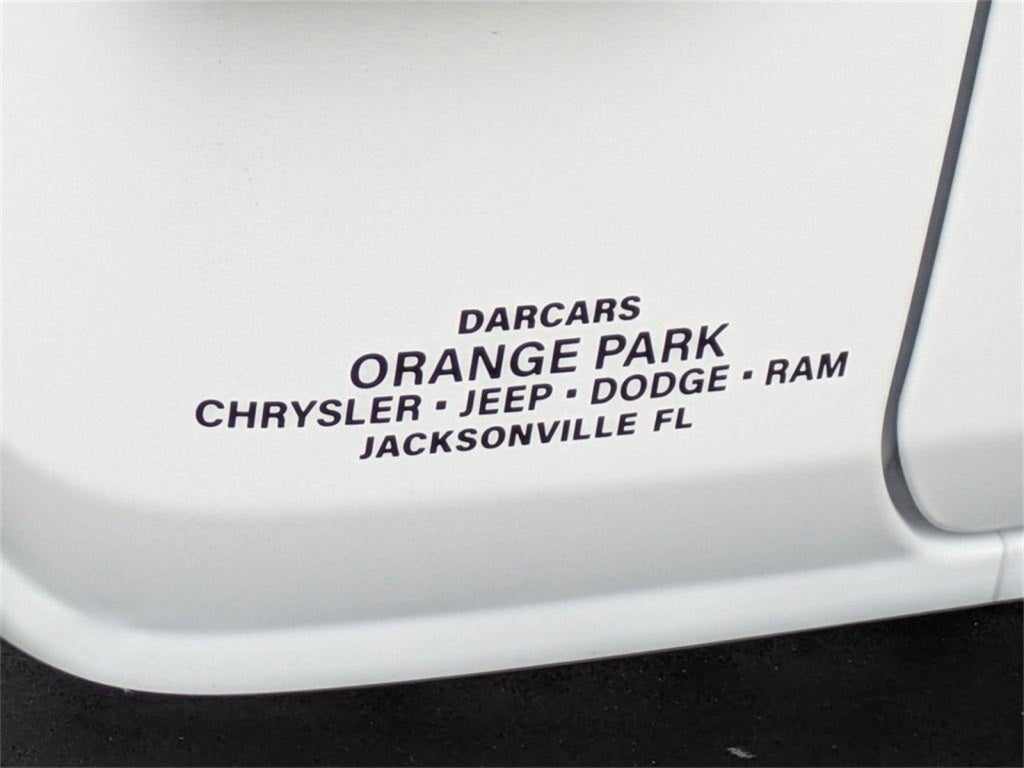 DARCARS
ORANGE PARK
CHRYSLER · JEEP · DODGE · RAM
JACKSONVILLE FL